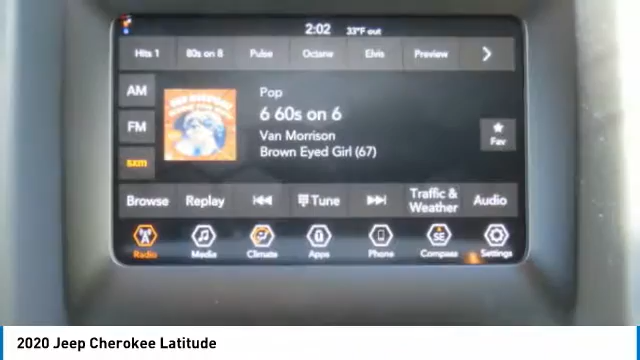 2:02 33°F out
Hits 1 80s on 8 Pulse Octane Elvis Preview
AM
FM
sxm
Pop
6 60s on 6
Van Morrison
Brown Eyed Girl (67)
Fav
Browse Replay Tune Traffic & Weather Audio
Radio Media Climate Apps Phone SE Compass Settings
2020 Jeep Cherokee Latitude